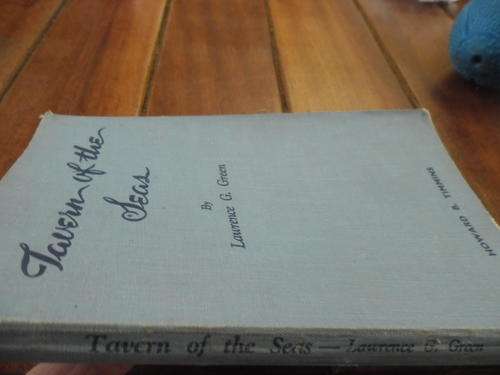 Tavern of the
Seas
By
Lawrence G. Green
HOWARD B. TIMMINS
Tavern of the Seas — Lawrence G. Green